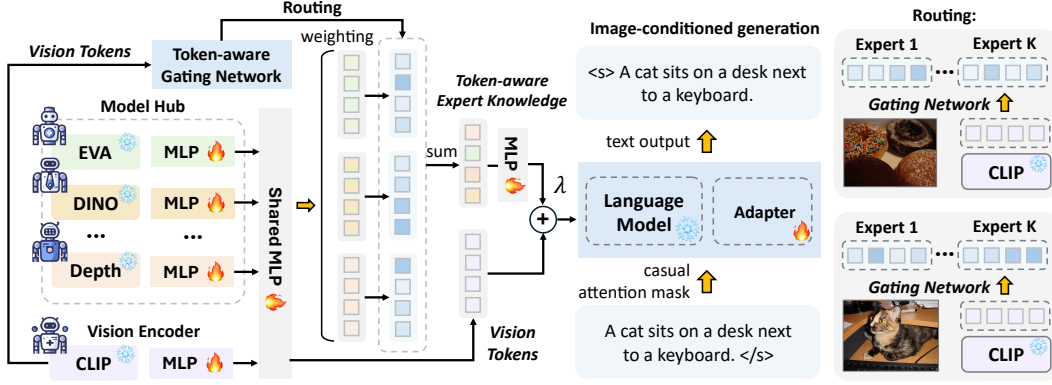 Routing
Vision Tokens
Token-aware
Gating Network
weighting
Model Hub
EVA
MLP
DINO
MLP
...
...
Depth
MLP
Shared MLP
Vision Encoder
CLIP
MLP
sum
Token-aware
Expert Knowledge
MLP
λ
+
Vision
Tokens
Image-conditioned generation
<s> A cat sits on a desk next
to a keyboard.
text output
Language
Model
Adapter
casual
attention mask
A cat sits on a desk next
to a keyboard. </s>
Routing:
Expert 1
Expert K
...
Gating Network
CLIP
Expert 1
Expert K
...
Gating Network
CLIP